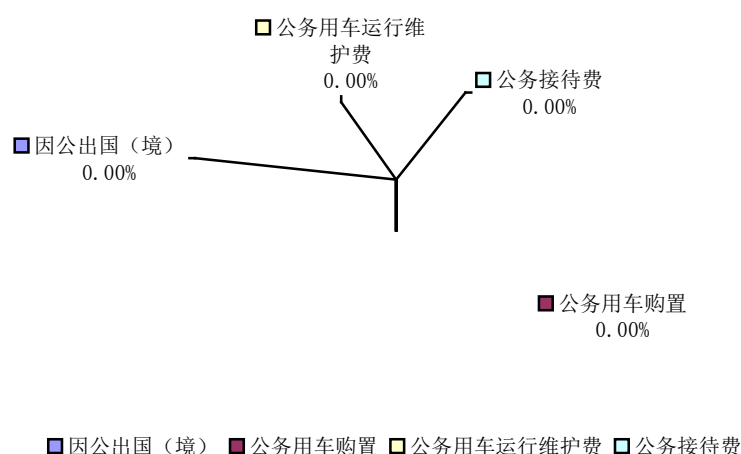 公务用车运行维
护费
0.00%
公务接待费
0.00%
因公出国（境）
0.00%
公务用车购置
0.00%
因公出国（境） 公务用车购置 公务用车运行维护费 公务接待费